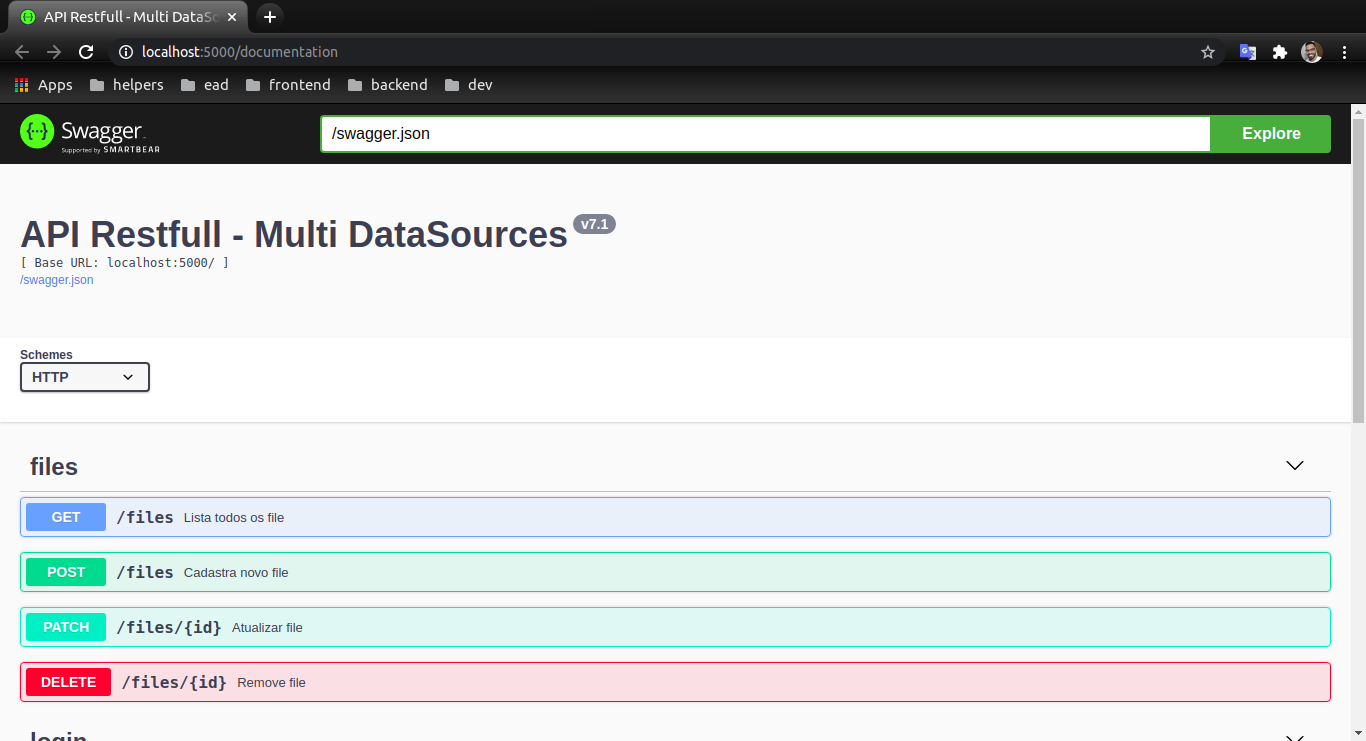 API Restfull - Multi DataSo
localhost:5000/documentation
Apps helpers ead frontend backend dev
Swagger
Supported by SMARTBEAR
/swagger.json
Explore
API Restfull - Multi DataSources v7.1
[ Base URL: localhost:5000/ ]
/swagger.json
Schemes
HTTP
files
GET /files Lista todos os file
POST /files Cadastra novo file
PATCH /files/{id} Atualizar file
DELETE /files/{id} Remove file
login